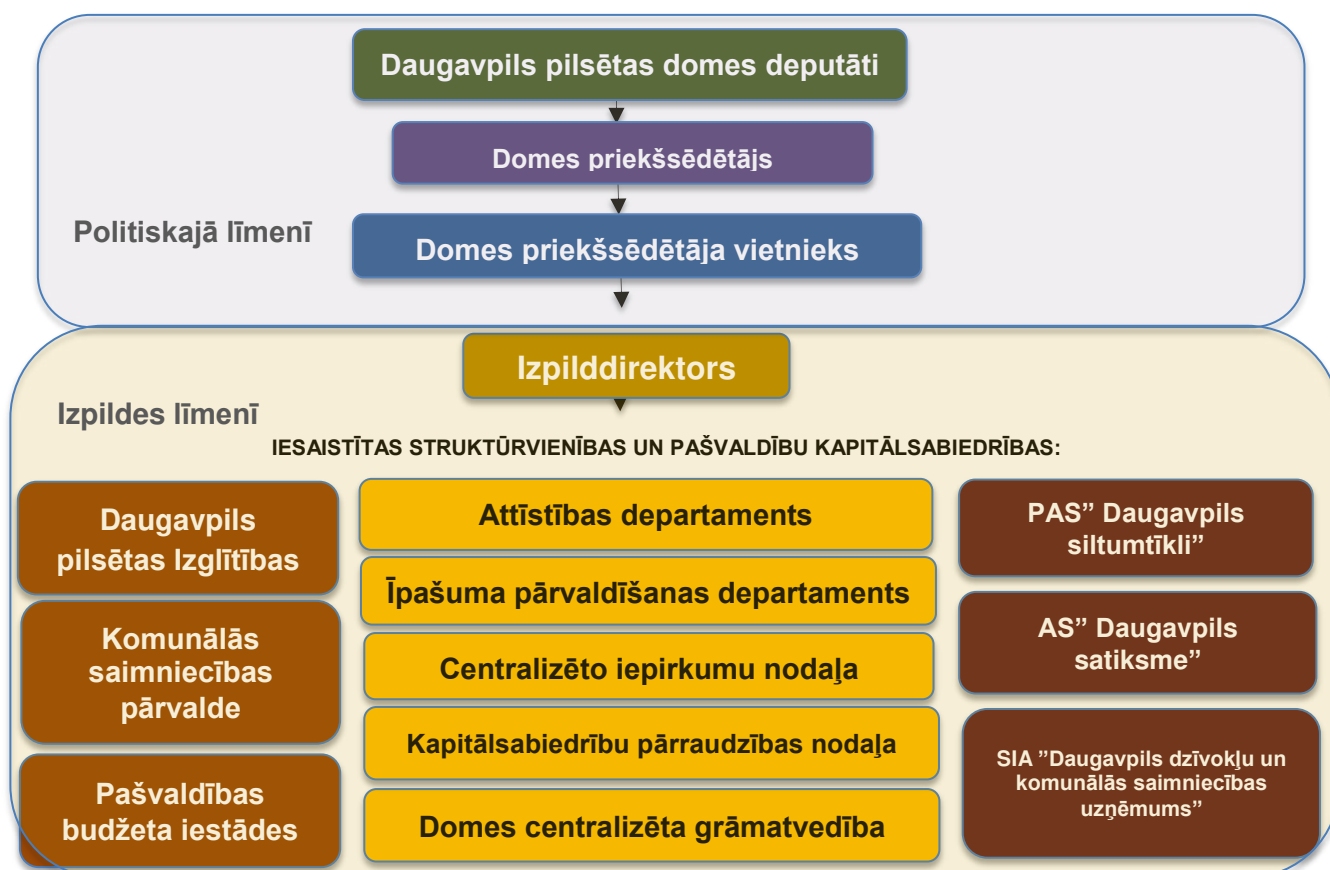 Daugavpils pilsētas domes deputāti
Domes priekšsēdētājs
Politiskajā līmenī
Domes priekšsēdētāja vietnieks
Izpilddirektors
Izpildes līmenī
IESAISTĪTAS STRUKTŪRVIENĪBAS UN PAŠVALDĪBU KAPITĀLSABIEDRĪBAS:
Daugavpils
pilsētas Izglītības
Komunālās
saimniecības
pārvalde
Pašvaldības
budžeta iestādes
Attīstības departaments
Īpašuma pārvaldīšanas departaments
Centralizēto iepirkumu nodaļa
Kapitālsabiedrību pārraudzības nodaļa
Domes centralizēta grāmatvedība
PAS” Daugavpils
siltumtīkli”
AS” Daugavpils
satiksme”
SIA ”Daugavpils dzīvokļu un
komunālās saimniecības
uzņēmums”